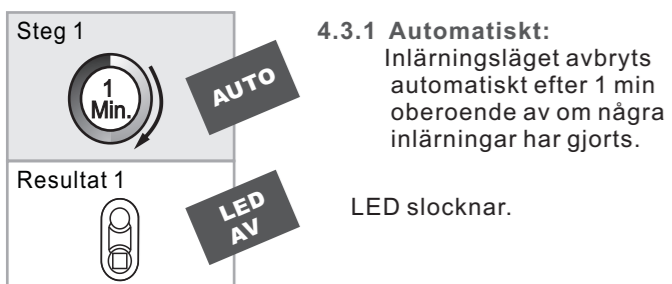 Steg 1
1
Min.
AUTO
4.3.1 Automatiskt:
Inlärningsläget avbryts
automatiskt efter 1 min
oberoende av om några
inlärningar har gjorts.
Resultat 1
LED
AV
LED slocknar.